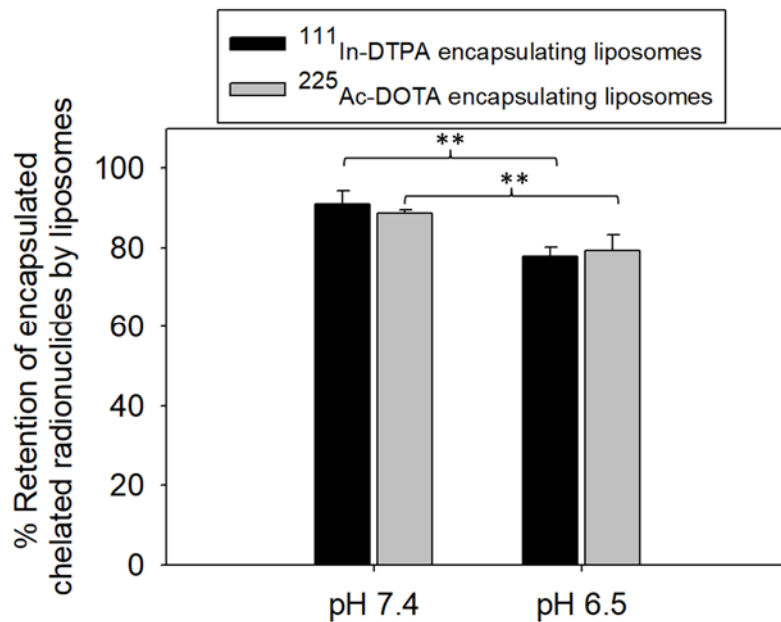 ¹¹¹In-DTPA encapsulating liposomes
²²⁵Ac-DOTA encapsulating liposomes
% Retention of encapsulated
chelated radionuclides by liposomes
100
80
60
40
20
0
**
**
pH 7.4
pH 6.5